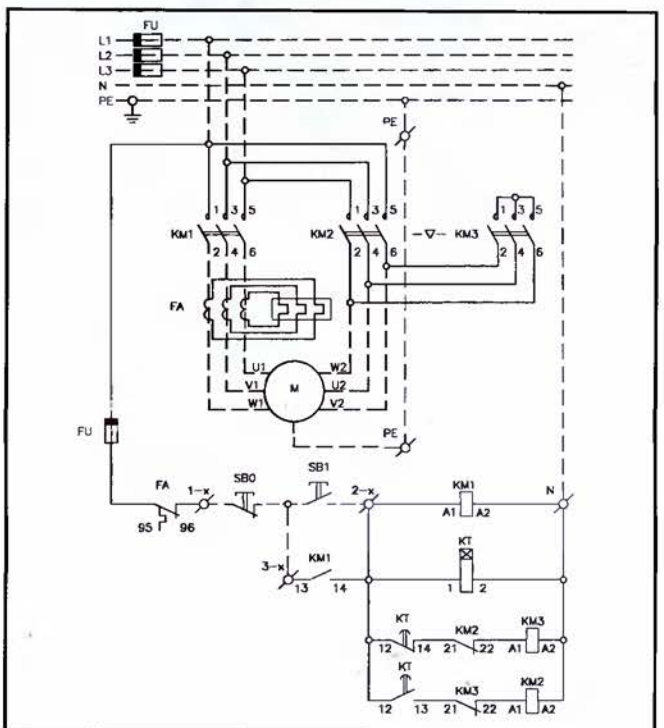 FU
L1
L2
L3
N
PE
PE
1 3 5
1 3 5
1 3 5
KM1
KM2
KM3
2 4 6
2 4 6
2 4 6
FA
U1 W2
V1 M U2
W1 V2
PE
FU
FA
1-x
SB0
SB1
2-x
KM1
N
95 96
A1 A2
KT
3-x
KM1
13 14
1 2
KT
KM2
KM3
12 14
21 22
A1 A2
KT
KM3
KM2
12 13
21 22
A1 A2